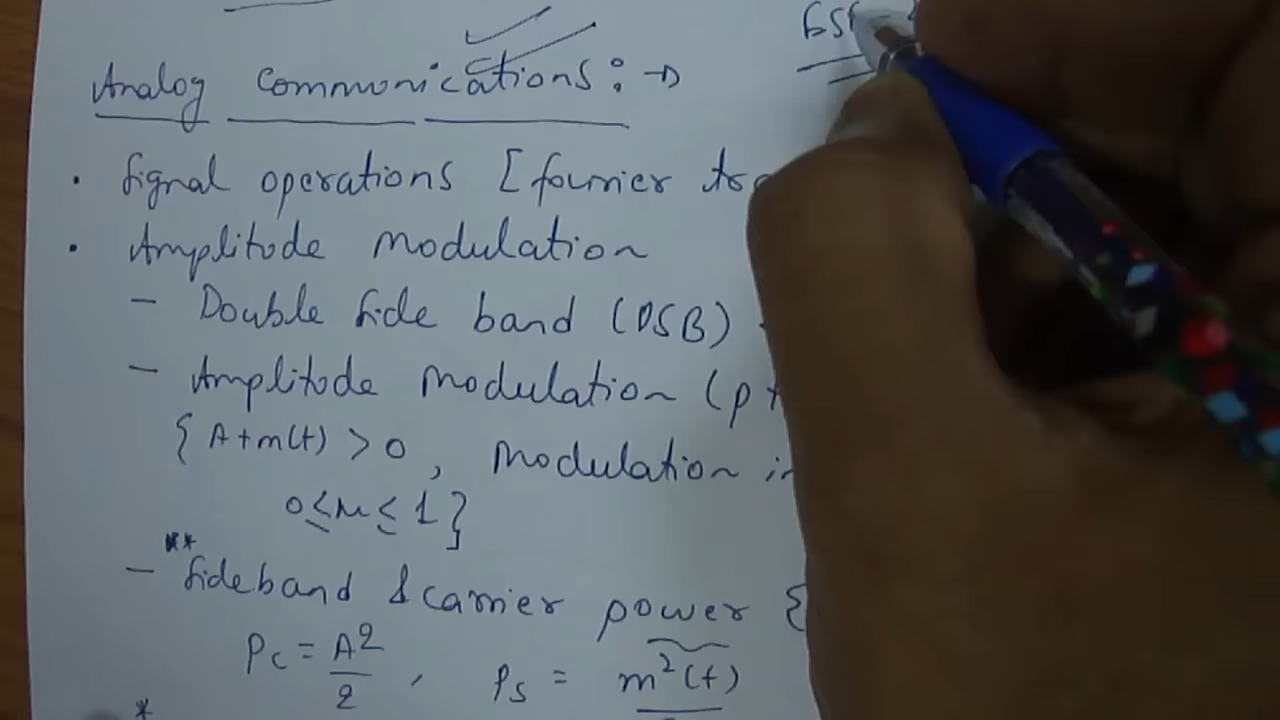 Analog Communications : →
• Signal operations [fourier
• Amplitude modulation
- Double Side band (DSB)
- Amplitude Modulation (
{ A+m(t) > 0 , Modulation
0≤μ≤1}
** - Sideband & carrier power {
Pc = A²/2 , Ps = m²(t)
*